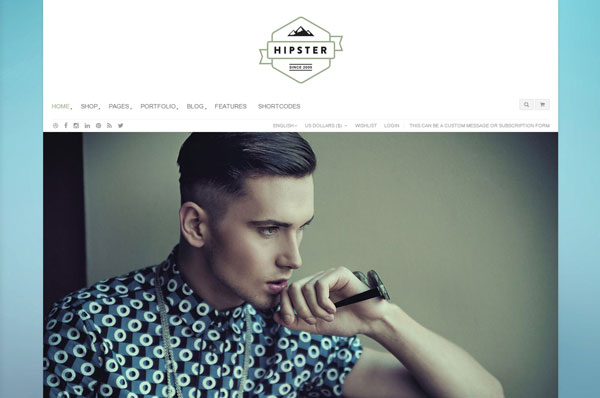 HIPSTER
SINCE 2009
HOME SHOP PAGES PORTFOLIO BLOG FEATURES SHORTCODES
ENGLISH US DOLLARS ($) WISHLIST LOGIN THIS CAN BE A CUSTOM MESSAGE OR SUBSCRIPTION FORM